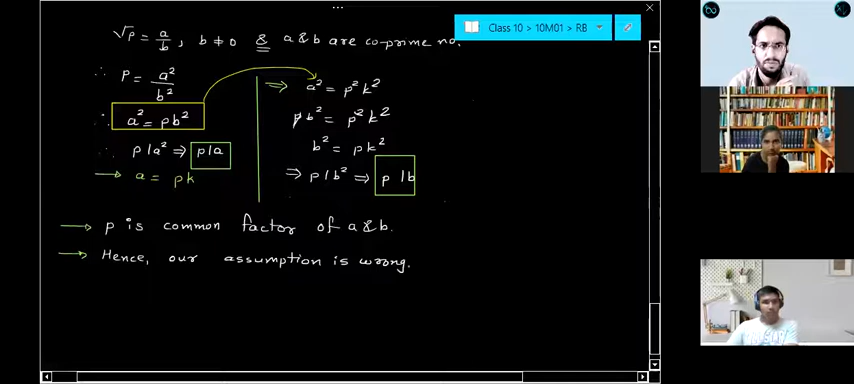 √p = a/b, b ≠ 0 & a & b are co-prime no.
Class 10 > 10M01 > RB
∴ P = a²/b²
∴ a² = pb²
∴ p | a² ⇒ p | a
→ a = pk
⇒ a² = p²k²
pb² = p²k²
b² = pk²
⇒ p | b² ⇒ p | b
→ p is common factor of a & b.
→ Hence, our assumption is wrong.